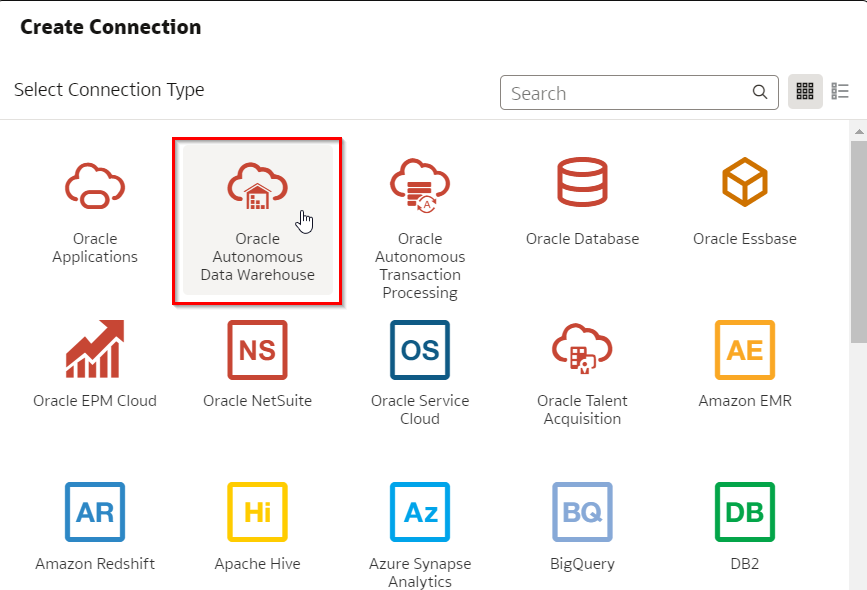 Create Connection
Select Connection Type
Search
Oracle
Applications
Oracle
Autonomous
Data Warehouse
Oracle
Autonomous
Transaction
Processing
A
Oracle Database
Oracle Essbase
Oracle EPM Cloud
NS
Oracle NetSuite
OS
Oracle Service
Cloud
Oracle Talent
Acquisition
AE
Amazon EMR
AR
Amazon Redshift
Hi
Apache Hive
Az
Azure Synapse
Analytics
BQ
BigQuery
DB
DB2